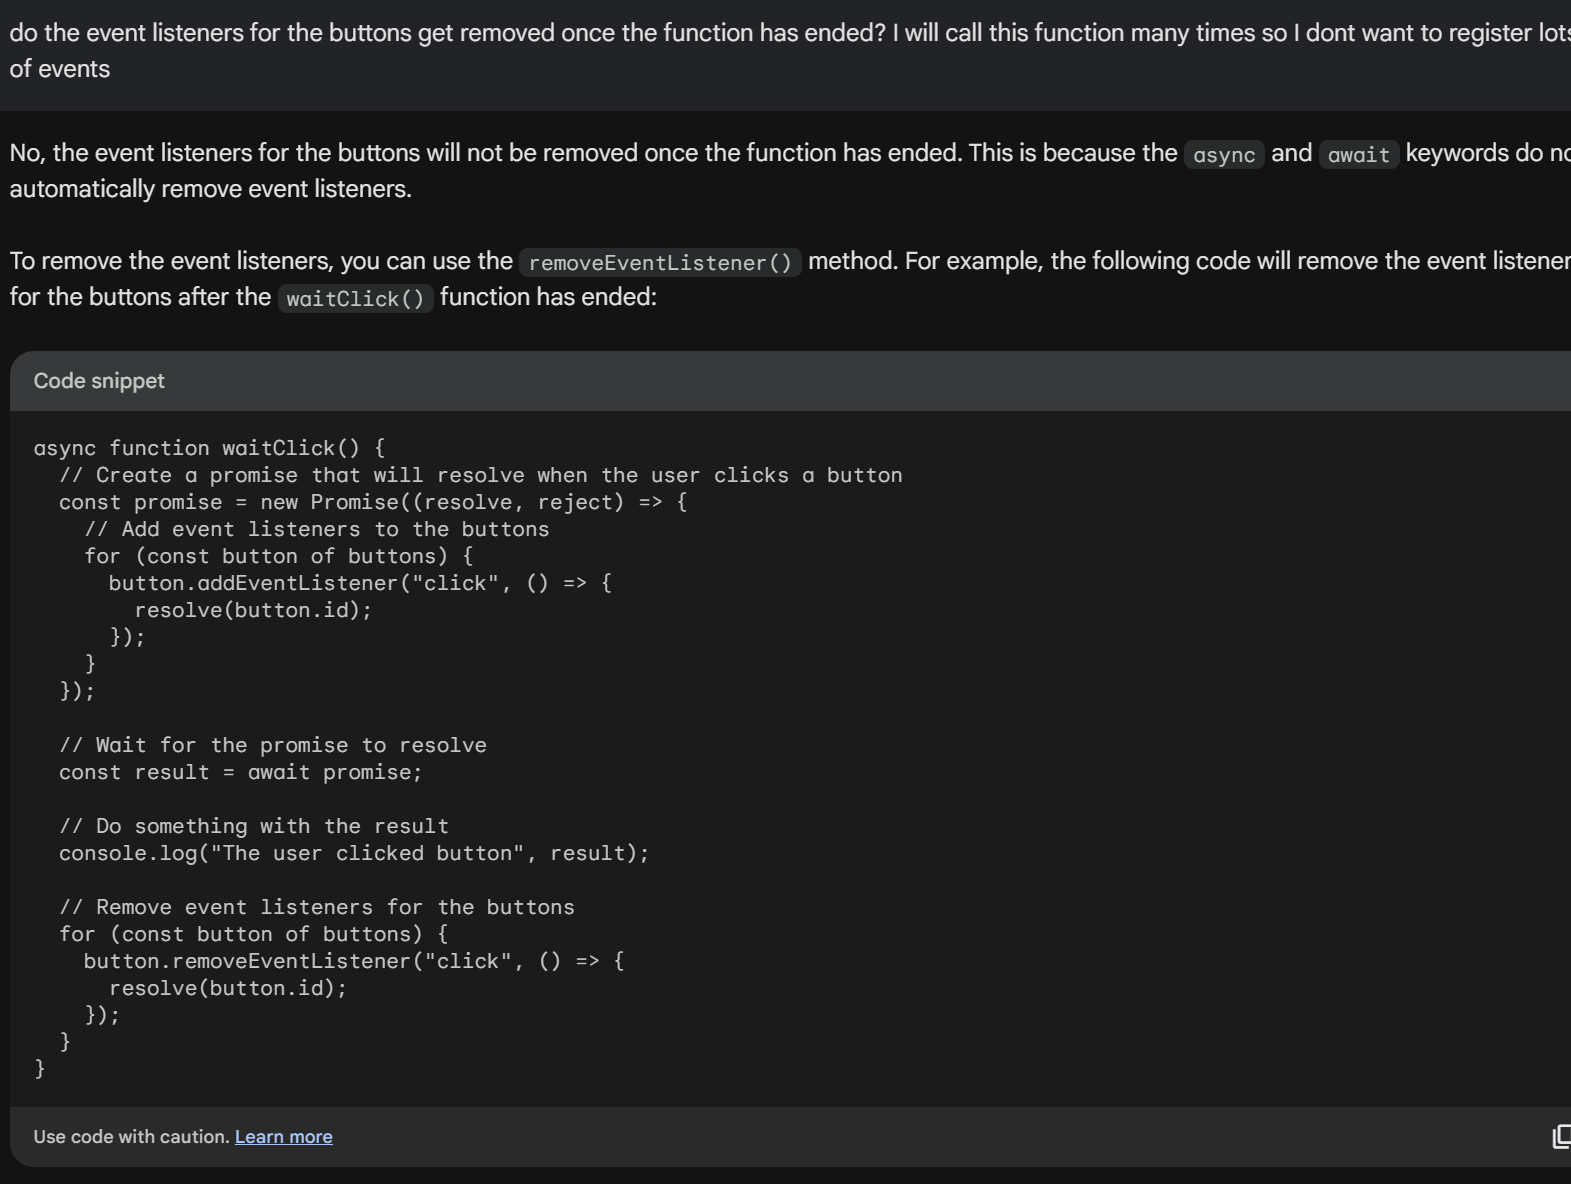 do the event listeners for the buttons get removed once the function has ended? I will call this function many times so I dont want to register lots
of events
No, the event listeners for the buttons will not be removed once the function has ended. This is because the async and await keywords do no
automatically remove event listeners.
To remove the event listeners, you can use the removeEventListener() method. For example, the following code will remove the event listener
for the buttons after the waitClick() function has ended:
Code snippet
async function waitClick() {
  // Create a promise that will resolve when the user clicks a button
  const promise = new Promise((resolve, reject) => {
    // Add event listeners to the buttons
    for (const button of buttons) {
      button.addEventListener("click", () => {
        resolve(button.id);
      });
    }
  });
  // Wait for the promise to resolve
  const result = await promise;
  // Do something with the result
  console.log("The user clicked button", result);
  // Remove event listeners for the buttons
  for (const button of buttons) {
    button.removeEventListener("click", () => {
      resolve(button.id);
    });
  }
}
Use code with caution. Learn more